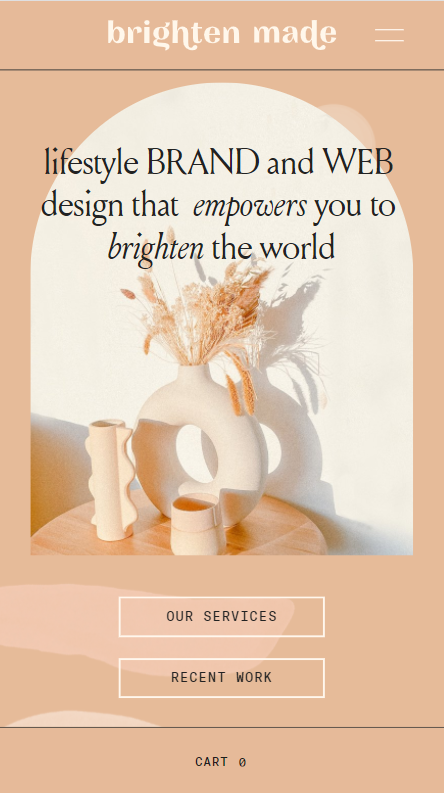 brighten made
lifestyle BRAND and WEB
design that empowers you to
brighten the world
OUR SERVICES
RECENT WORK
CART 0